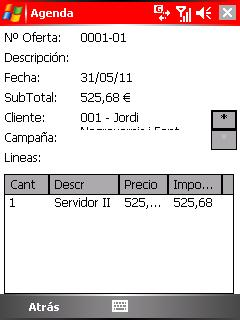 Agenda
Nº Oferta: 0001-01
Descripción:
Fecha: 31/05/11
SubTotal: 525,68 €
Cliente: 001 - Jordi
*
Campaña:
Lineas:
Cant Descr Precio Impo...
1 Servidor II 525,... 525,68
Atrás